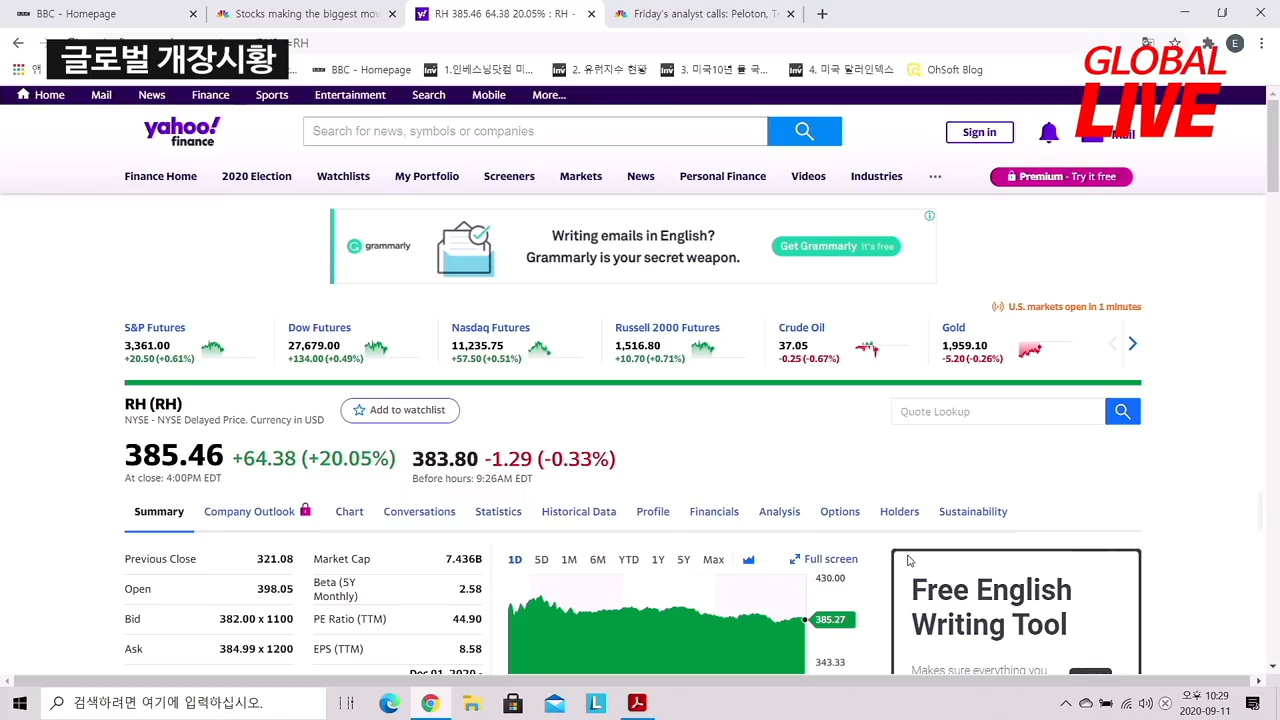 BBC - Homepage
Stocks making the biggest mov
RH 385.46 64.38 20.05% : RH -
Friday's analyst calls: Peloton, T
글로벌 개장시황
=RH
E
GLOBAL
LIVE
BBC - Homepage
1.인베스팅닷컴 미...
2. 유럽지수 현황
3. 미국10년 률 국...
4. 미국 달러인덱스
OhSoft Blog
Home
Mail
News
Finance
Sports
Entertainment
Search
Mobile
More...
yahoo!
finance
Search for news, symbols or companies
Sign in
Mail
Finance Home
2020 Election
Watchlists
My Portfolio
Screeners
Markets
News
Personal Finance
Videos
Industries
...
Premium - Try it free
grammarly
Writing emails in English?
Grammarly is your secret weapon.
Get Grammarly It's free
U.S. markets open in 1 minutes
S&P Futures
3,361.00
+20.50 (+0.61%)
Dow Futures
27,679.00
+134.00 (+0.49%)
Nasdaq Futures
11,235.75
+57.50 (+0.51%)
Russell 2000 Futures
1,516.80
+10.70 (+0.71%)
Crude Oil
37.05
-0.25 (-0.67%)
Gold
1,959.10
-5.20 (-0.26%)
RH (RH)
NYSE - NYSE Delayed Price. Currency in USD
Add to watchlist
Quote Lookup
385.46 +64.38 (+20.05%)
At close: 4:00PM EDT
383.80 -1.29 (-0.33%)
Before hours: 9:26AM EDT
Summary
Company Outlook
Chart
Conversations
Statistics
Historical Data
Profile
Financials
Analysis
Options
Holders
Sustainability
Previous Close 321.08
Open 398.05
Bid 382.00 x 1100
Ask 384.99 x 1200
Market Cap 7.436B
Beta (5Y
Monthly) 2.58
PE Ratio (TTM) 44.90
EPS (TTM) 8.58
Dec 01, 2020 -
1D 5D 1M 6M YTD 1Y 5Y Max
Full screen
430.00
385.27
343.33
Free English
Writing Tool
Makes sure everything you
검색하려면 여기에 입력하십시오.
오후 10:29
2020-09-11